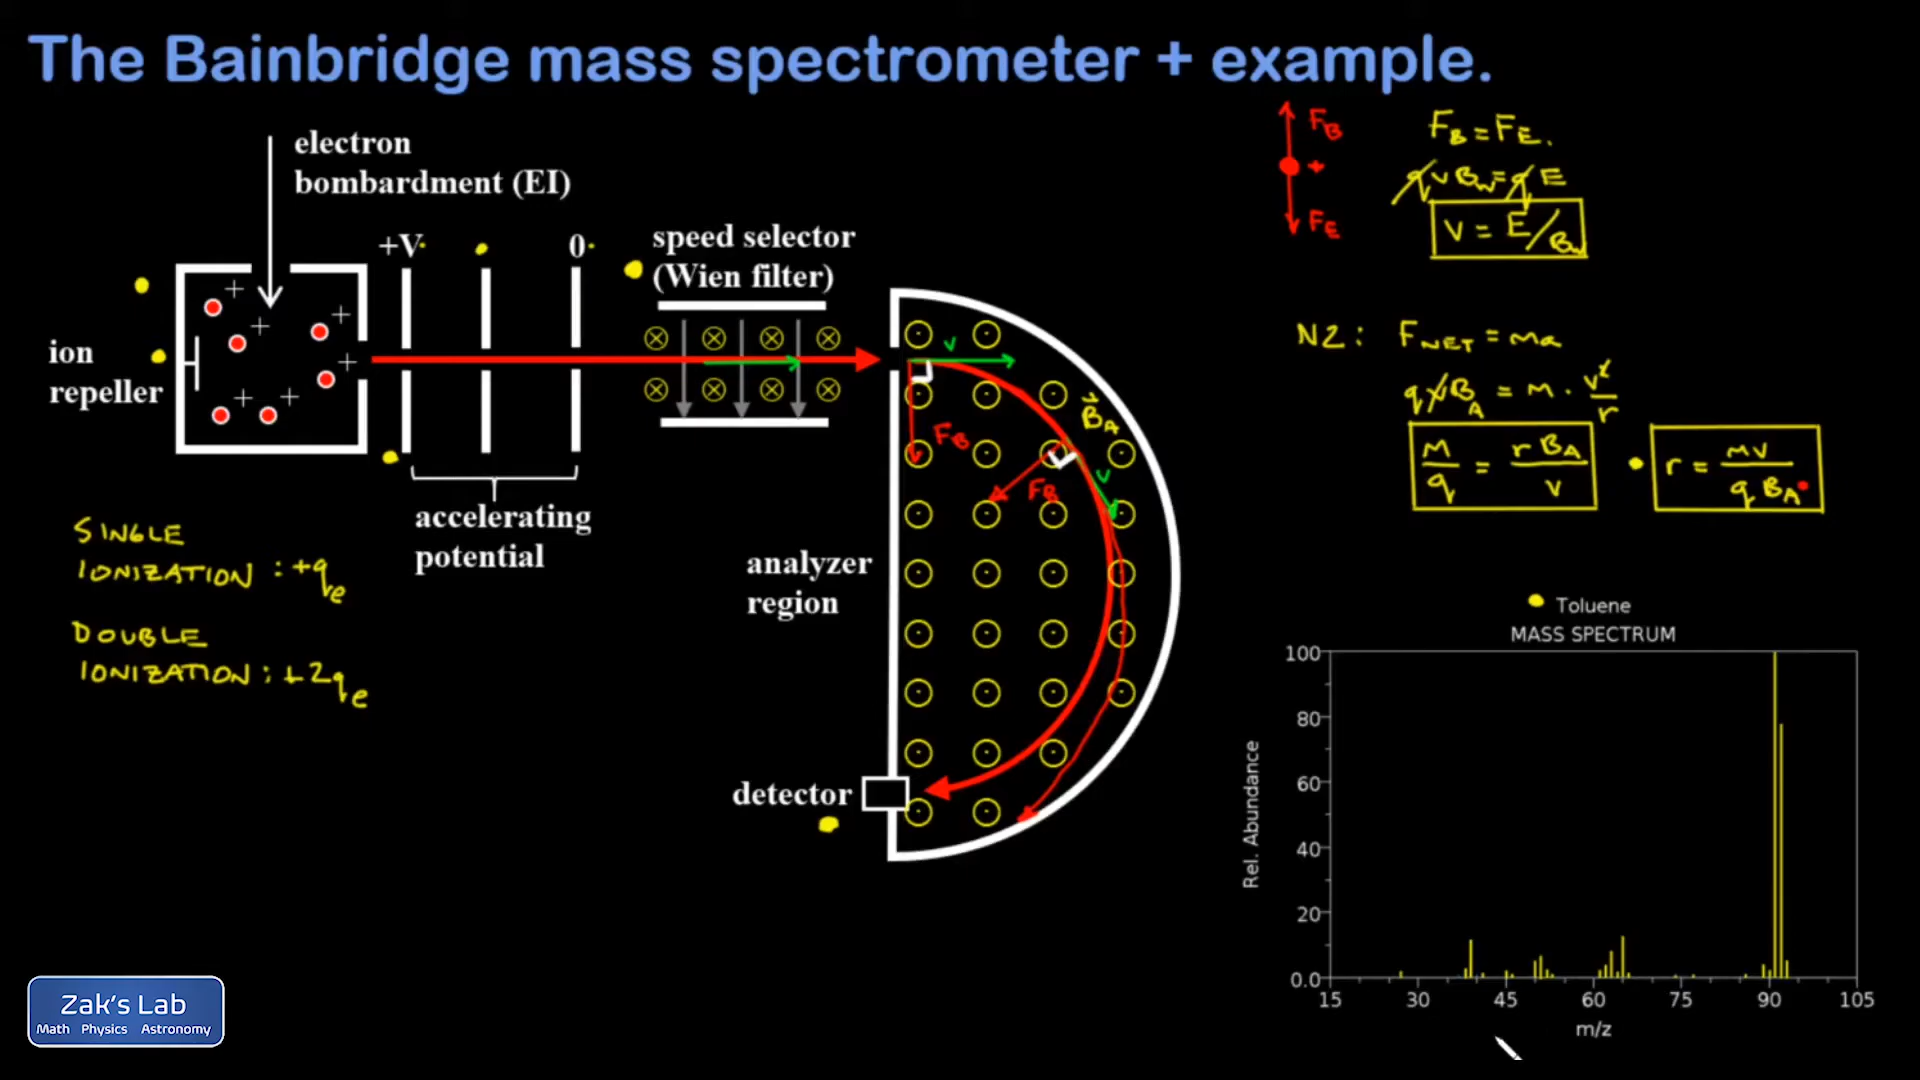 The Bainbridge mass spectrometer + example.
electron
bombardment (EI)
+V
0
speed selector
(Wien filter)
ion
repeller
accelerating
potential
SINGLE
IONIZATION : +qe
DOUBLE
IONIZATION : +2qe
analyzer
region
detector
v
FB
B⃗A
v
FB
FB
+
FE
FB = FE.
qvBw = qE
v = E/Bw
N2 : FNET = ma
qvBA = m · v²/r
m/q = rBA/v
r = mv/qBA
Toluene
MASS SPECTRUM
100
80
60
40
20
0.0
Rel. Abundance
15 30 45 60 75 90 105
m/z
Zak's Lab
Math Physics Astronomy